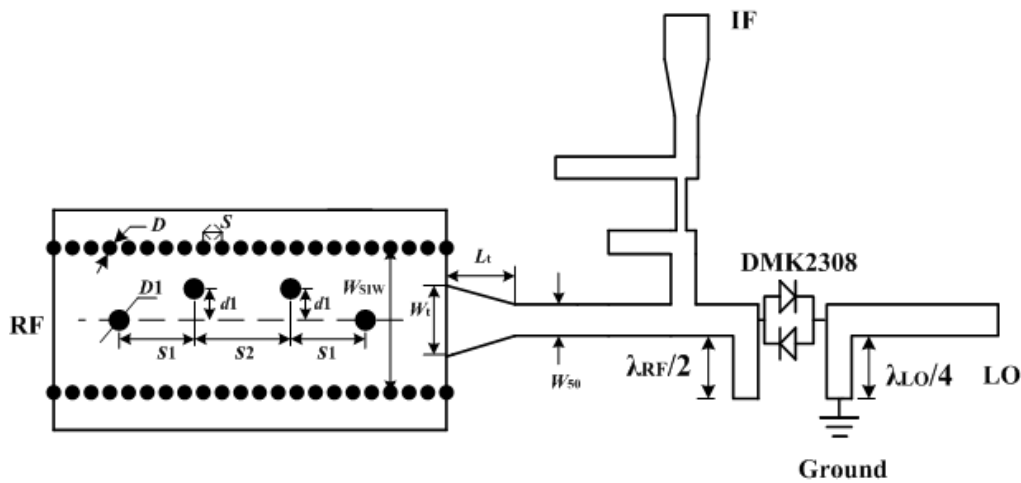 IF
D
S
Lt
DMK2308
WSIW
D1
d1
d1
Wt
RF
S1
S2
S1
W50
λRF/2
λLO/4
LO
Ground